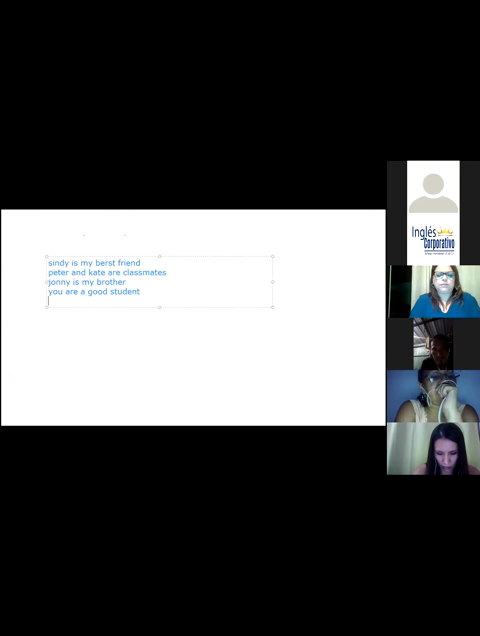 sindy is my berst friend
peter and kate are classmates
jonny is my brother
you are a good student
Inglés
Corporativo